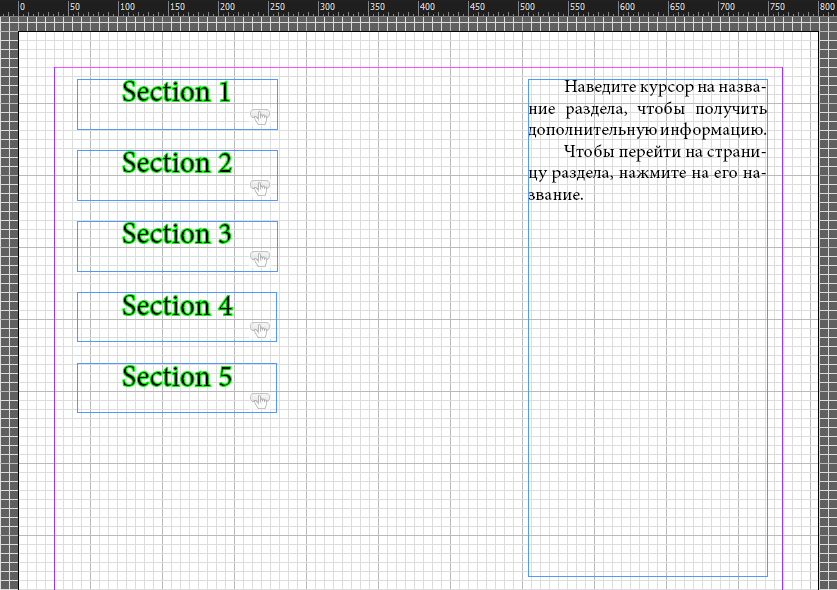 0 50 100 150 200 250 300 350 400 450 500 550 600 650 700 750 800
Section 1
Section 2
Section 3
Section 4
Section 5
Наведите курсор на назва-
ние раздела, чтобы получить
дополнительную информацию.
Чтобы перейти на страни-
цу раздела, нажмите на его на-
звание.